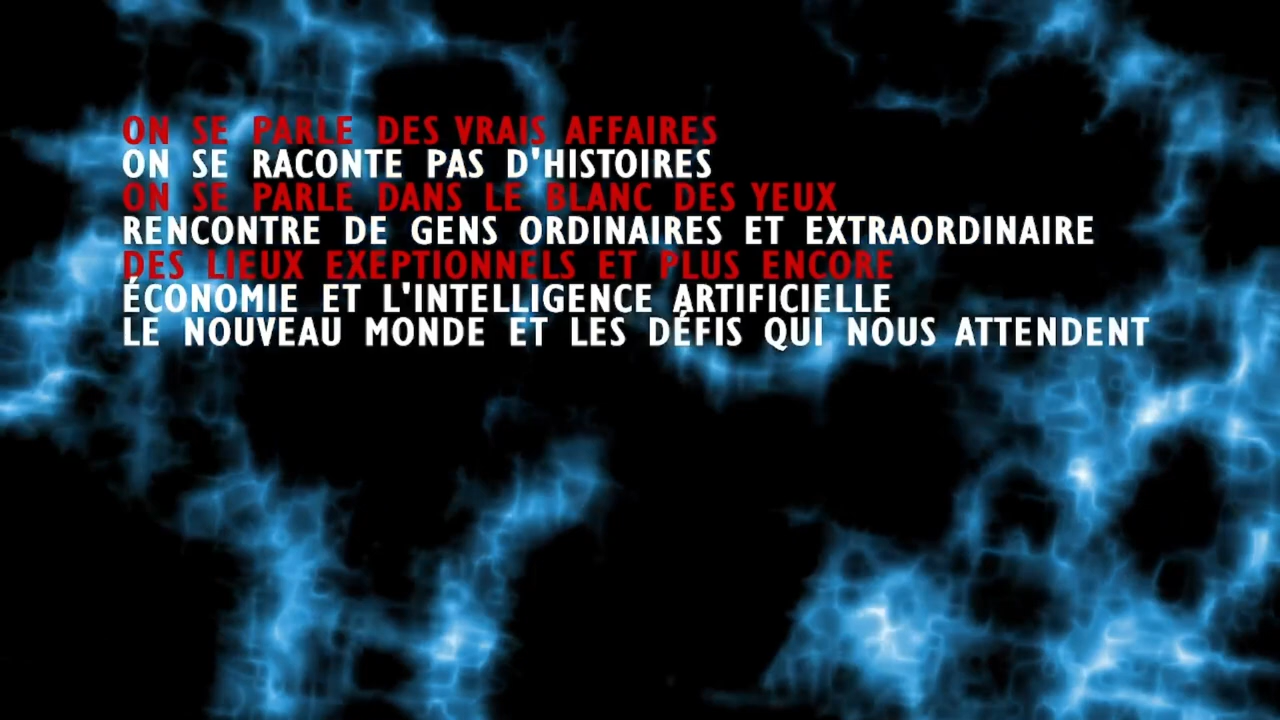 ON SE PARLE DES VRAIS AFFAIRES
ON SE RACONTE PAS D'HISTOIRES
ON SE PARLE DANS LE BLANC DES YEUX
RENCONTRE DE GENS ORDINAIRES ET EXTRAORDINAIRE
DES LIEUX EXEPTIONNELS ET PLUS ENCORE
ÉCONOMIE ET L'INTELLIGENCE ARTIFICIELLE
LE NOUVEAU MONDE ET LES DÉFIS QUI NOUS ATTENDENT